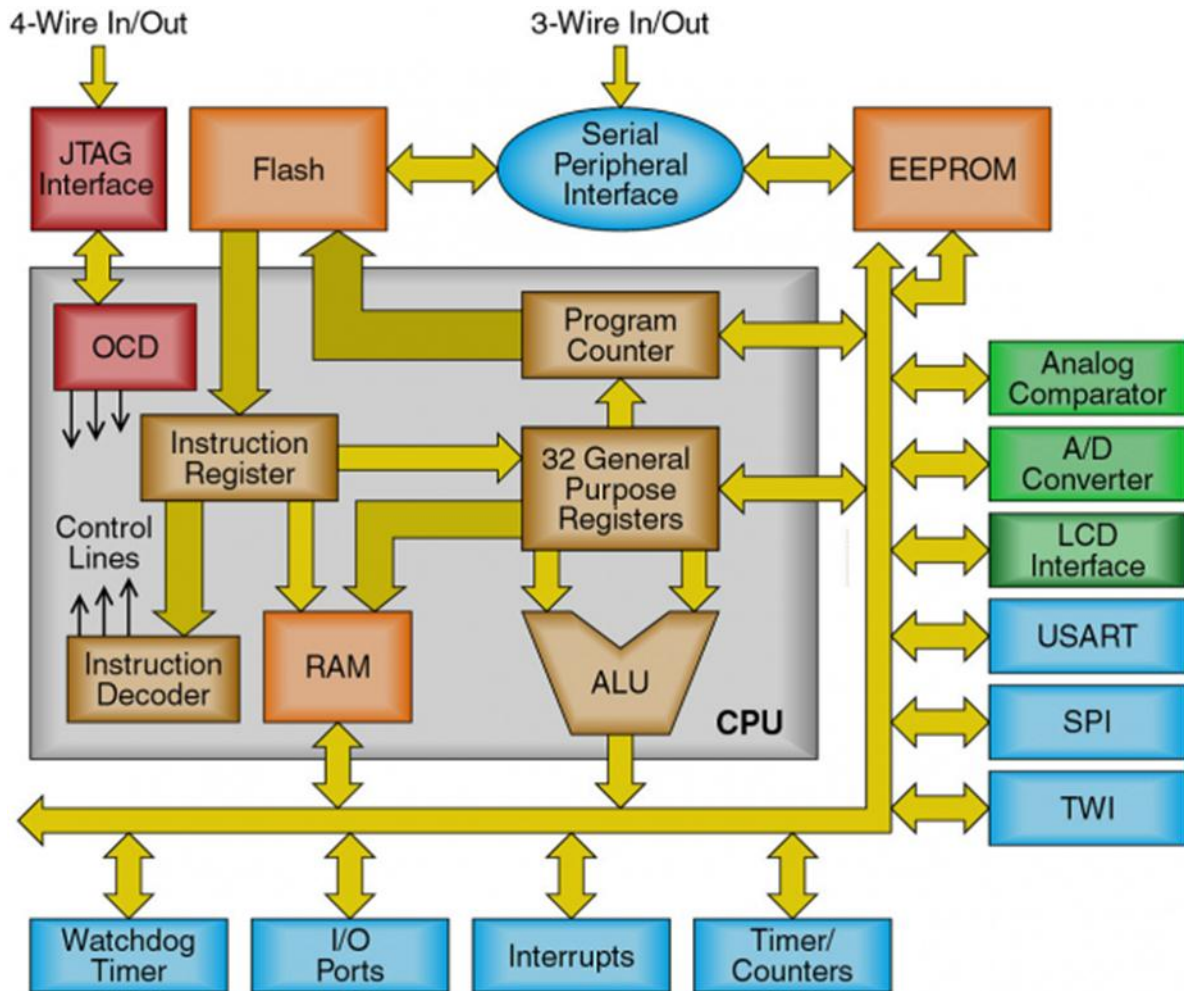 4-Wire In/Out
3-Wire In/Out
JTAG
Interface
Flash
Serial
Peripheral
Interface
EEPROM
OCD
Program
Counter
Analog
Comparator
Instruction
Register
32 General
Purpose
Registers
A/D
Converter
Control
Lines
LCD
Interface
Instruction
Decoder
RAM
ALU
CPU
USART
SPI
TWI
Watchdog
Timer
I/O
Ports
Interrupts
Timer/
Counters